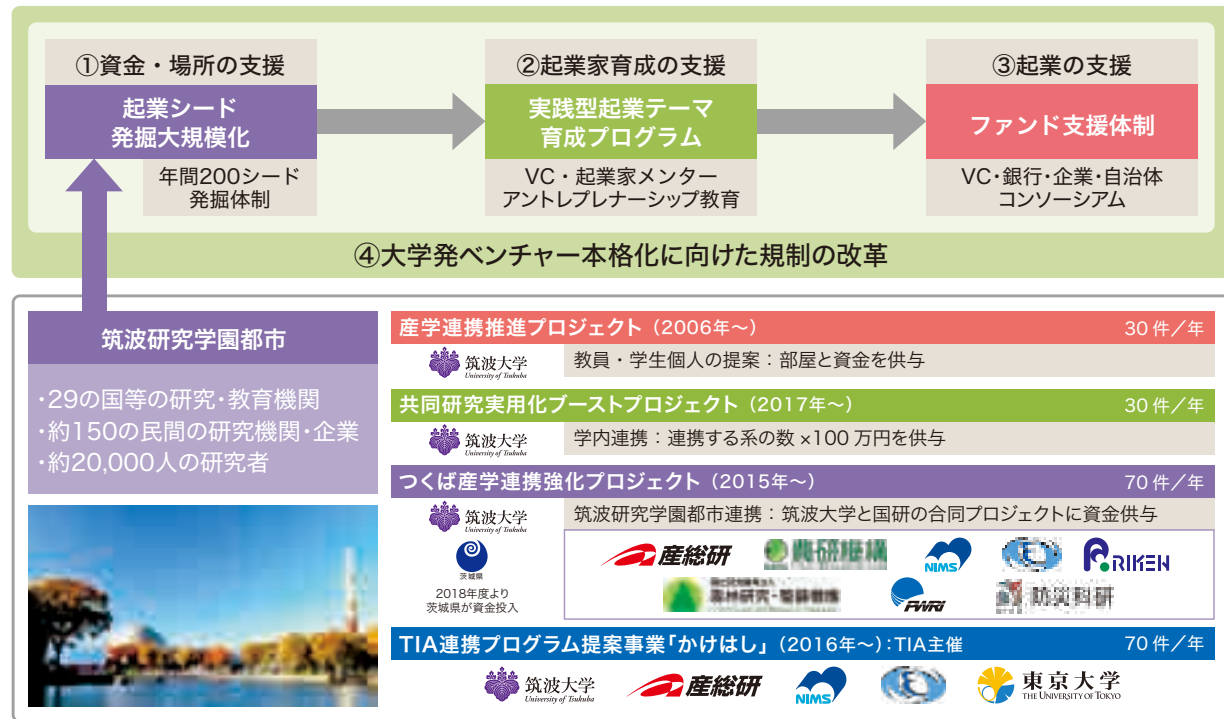 ①資金・場所の支援
起業シード
発掘大規模化
年間200シード
発掘体制
②起業家育成の支援
実践型起業テーマ
育成プログラム
VC・起業家メンター
アントレプレナーシップ教育
③起業の支援
ファンド支援体制
VC・銀行・企業・自治体
コンソーシアム
④大学発ベンチャー本格化に向けた規制の改革
筑波研究学園都市
・29の国等の研究・教育機関
・約150の民間の研究機関・企業
・約20,000人の研究者
産学連携推進プロジェクト（2006年～） 30件／年
筑波大学
University of Tsukuba
教員・学生個人の提案：部屋と資金を供与
共同研究実用化ブーストプロジェクト（2017年～） 30件／年
筑波大学
University of Tsukuba
学内連携：連携する系の数×100万円を供与
つくば産学連携強化プロジェクト（2015年～） 70件／年
筑波大学
University of Tsukuba
筑波研究学園都市連携：筑波大学と国研の合同プロジェクトに資金供与
茨城県
2018年度より
茨城県が資金投入
産総研
農研機構
NIMS
RIKEN
PWRI
防災科研
TIA連携プログラム提案事業「かけはし」（2016年～）：TIA主催 70件／年
筑波大学
University of Tsukuba
産総研
NIMS
東京大学
THE UNIVERSITY OF TOKYO